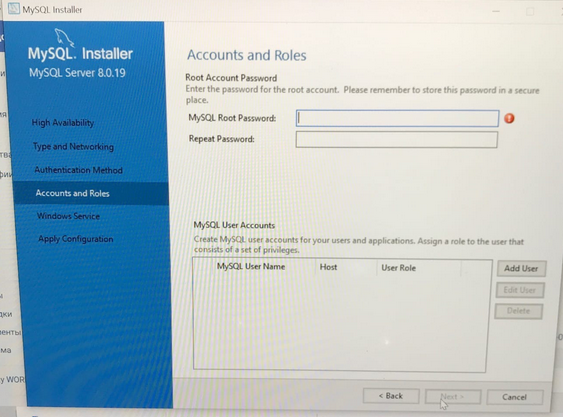 MySQL Installer
MySQL. Installer
MySQL Server 8.0.19
High Availability
Type and Networking
Authentication Method
Accounts and Roles
Windows Service
Apply Configuration
Accounts and Roles
Root Account Password
Enter the password for the root account. Please remember to store this password in a secure
place.
MySQL Root Password:
Repeat Password:
MySQL User Accounts
Create MySQL user accounts for your users and applications. Assign a role to the user that
consists of a set of privileges.
MySQL User Name Host User Role
Add User
Edit User
Delete
< Back Next > Cancel